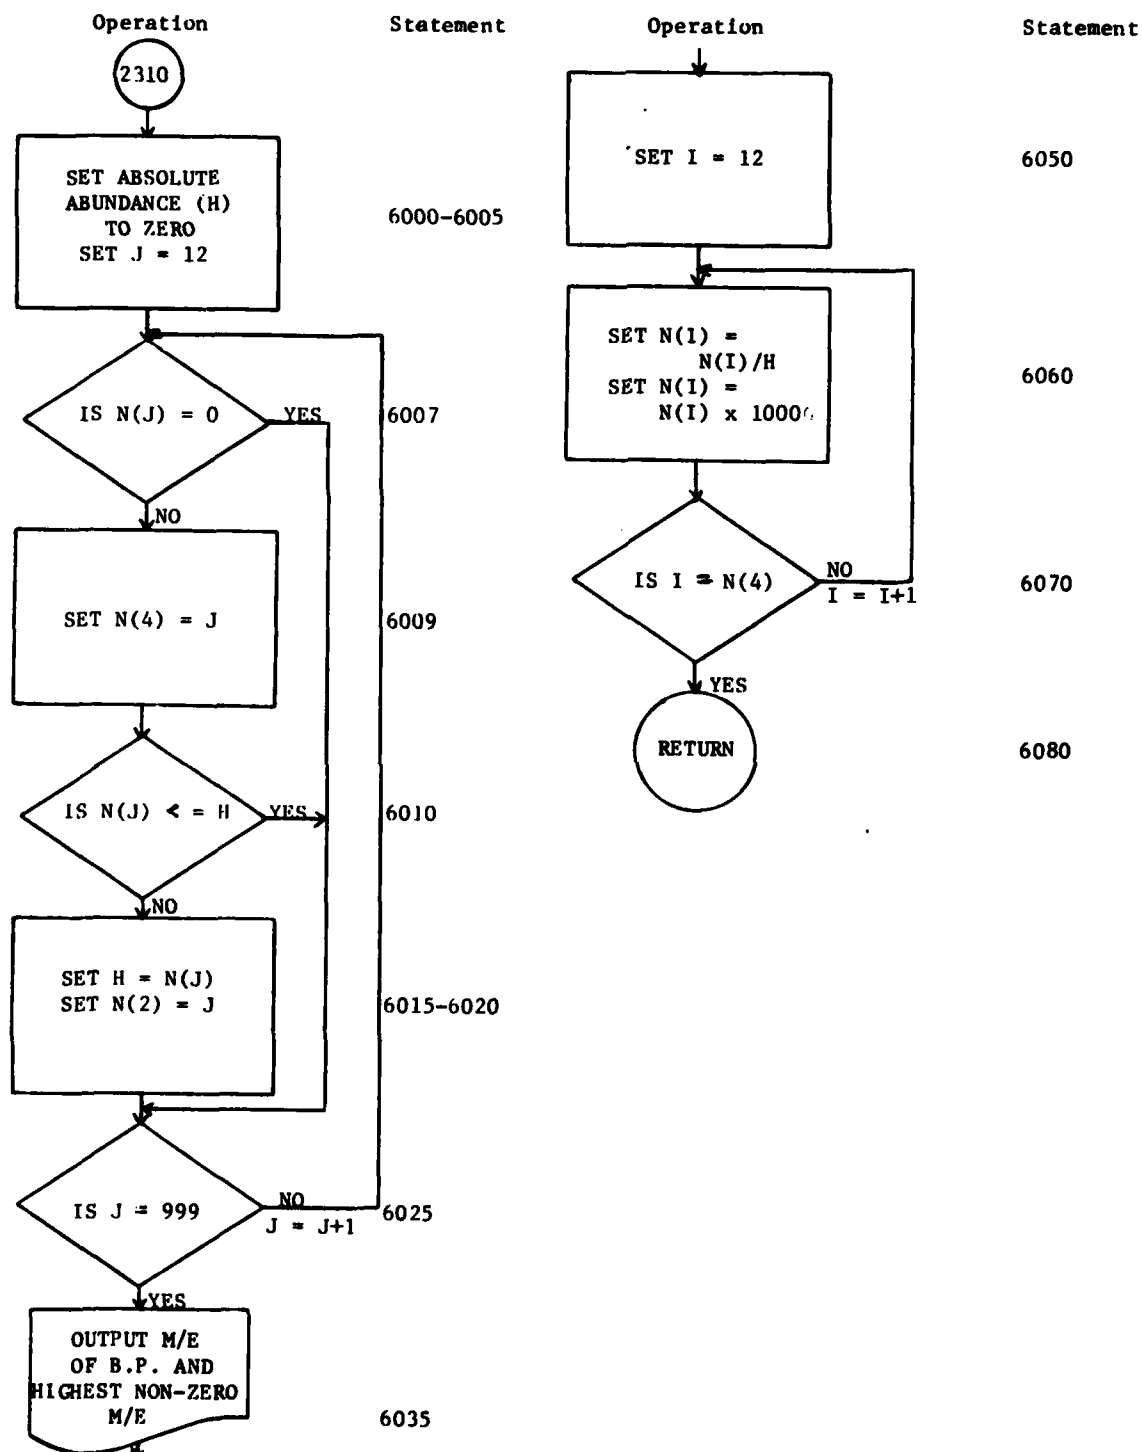 Operation Statement
2310
SET ABSOLUTE
ABUNDANCE (H)
TO ZERO
SET J = 12
6000-6005
IS N(J) = 0
YES
6007
NO
SET N(4) = J
6009
IS N(J) < = H
YES
6010
NO
SET H = N(J)
SET N(2) = J
6015-6020
IS J = 999
NO
J = J+1
6025
YES
OUTPUT M/E
OF B.P. AND
HIGHEST NON-ZERO
M/E
6035
Operation Statement
SET I = 12
6050
SET N(I) =
N(I)/H
SET N(I) =
N(I) x 1000
6060
IS I = N(4)
NO
I = I+1
6070
YES
RETURN
6080